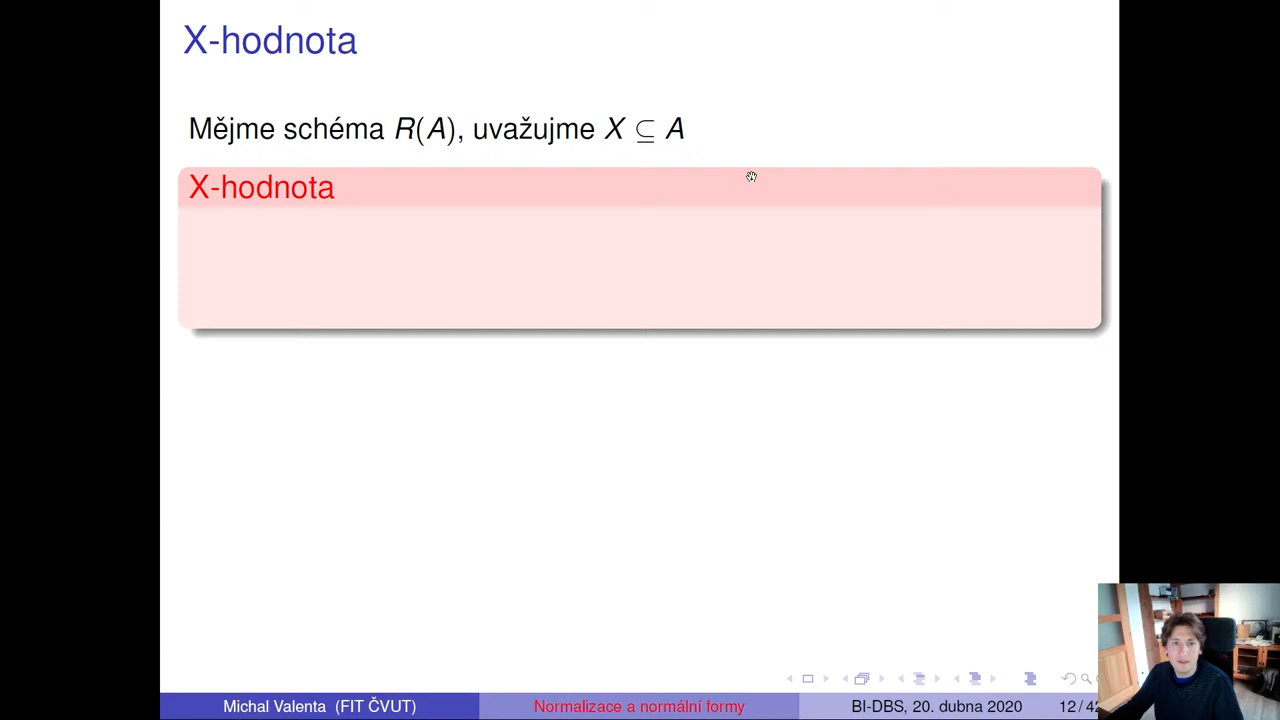 X-hodnota
Mějme schéma R(A), uvažujme X ⊆ A
X-hodnota
Michal Valenta (FIT ČVUT) Normalizace a normální formy BI-DBS, 20. dubna 2020 12 / 42